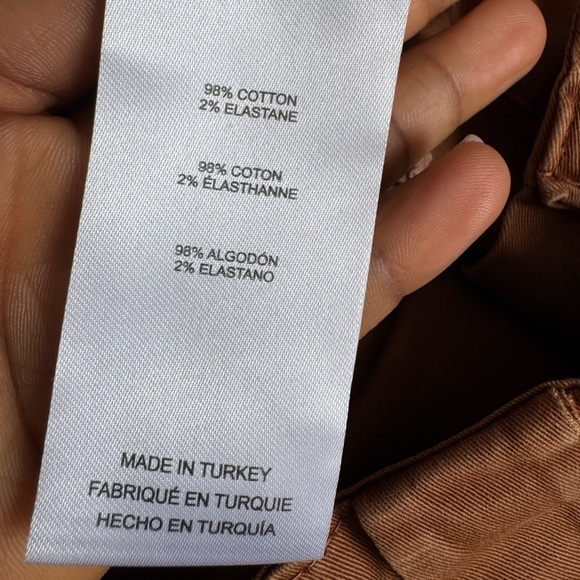 98% COTTON
2% ELASTANE
98% COTON
2% ÉLASTHANNE
98% ALGODÓN
2% ELASTANO
MADE IN TURKEY
FABRIQUÉ EN TURQUIE
HECHO EN TURQUÍA